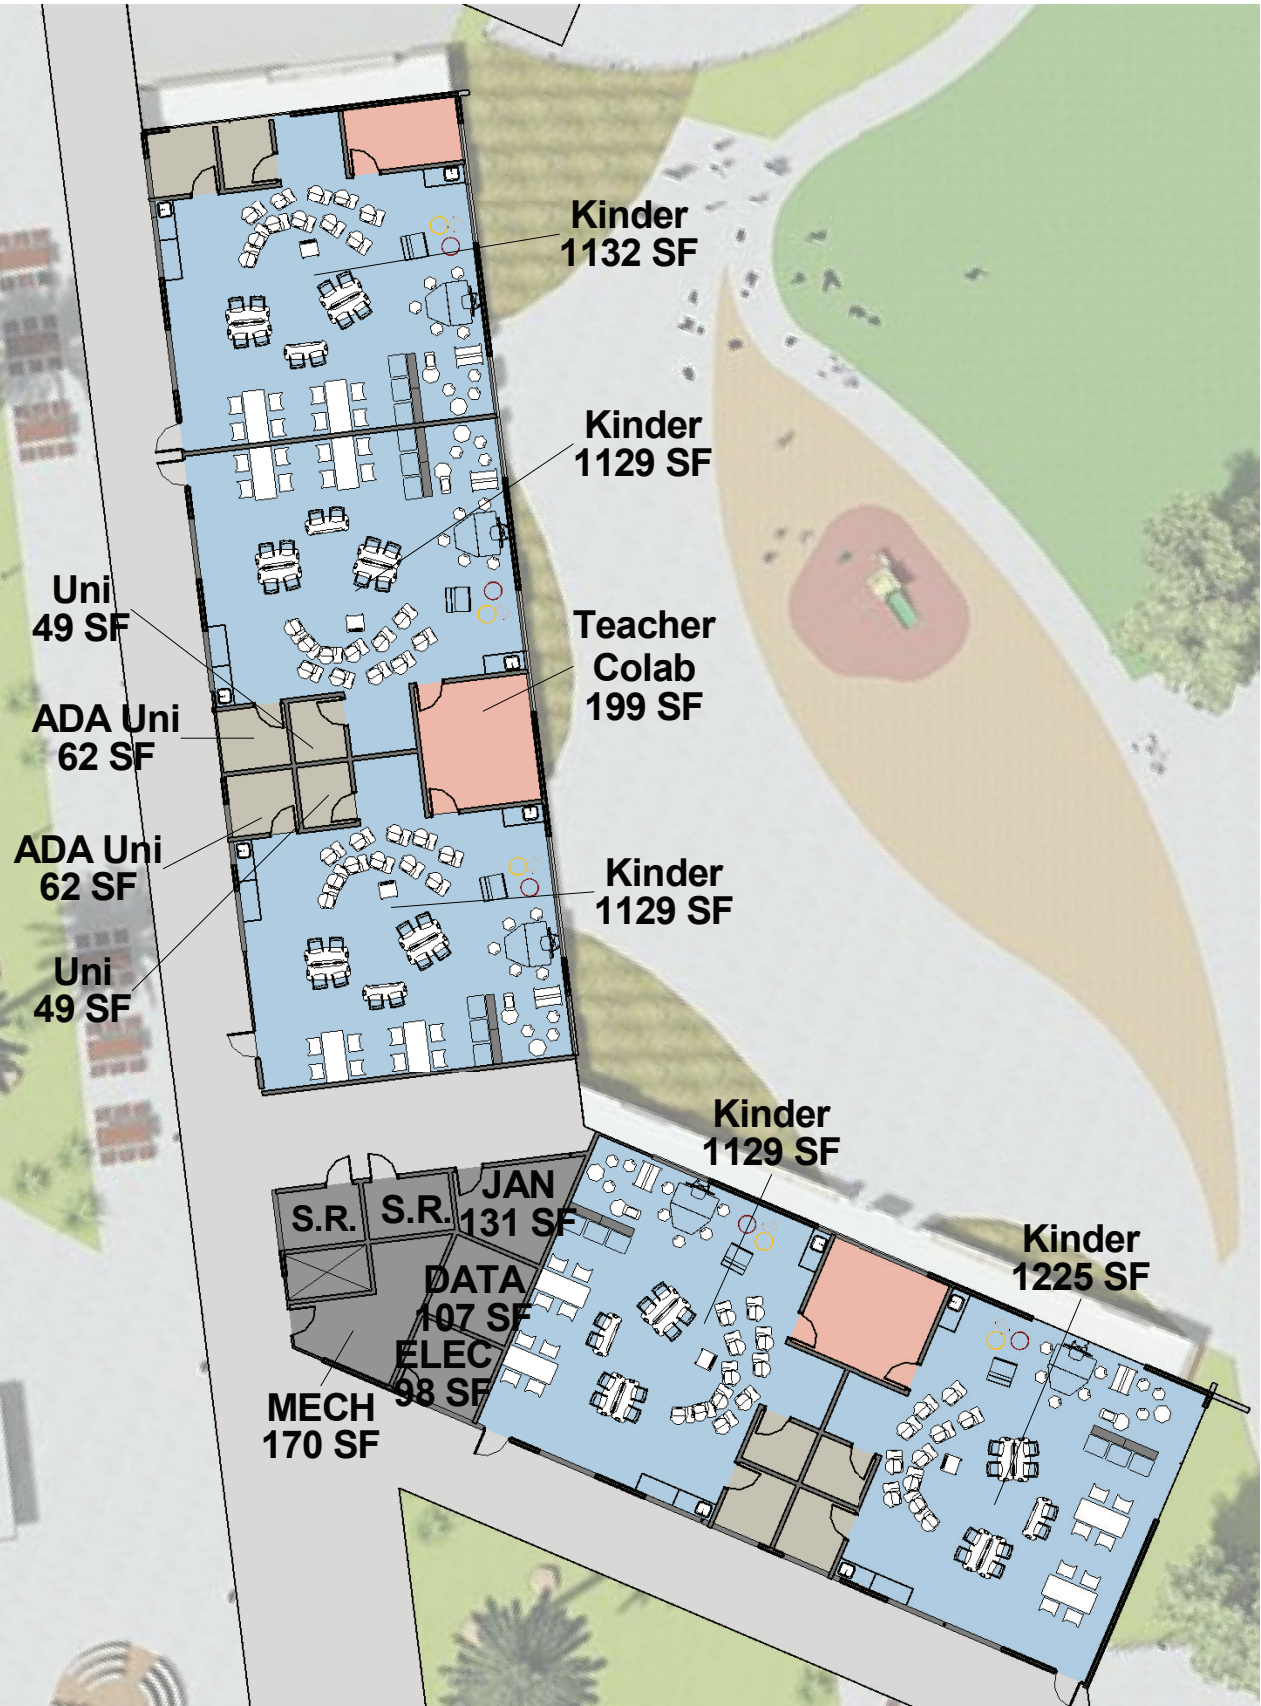 Kinder
1132 SF
Kinder
1129 SF
Uni
49 SF
Teacher
Colab
199 SF
ADA Uni
62 SF
ADA Uni
62 SF
Kinder
1129 SF
Uni
49 SF
Kinder
1129 SF
JAN
131 SF
S.R.
S.R.
Kinder
1225 SF
DATA
107 SF
ELEC
98 SF
MECH
170 SF